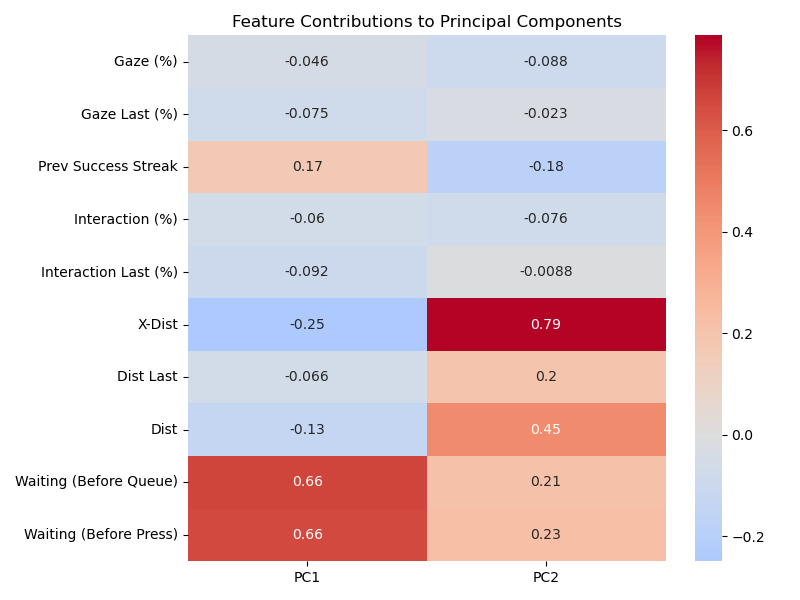 Feature Contributions to Principal Components
Gaze (%) -0.046 -0.088
Gaze Last (%) -0.075 -0.023
Prev Success Streak 0.17 -0.18
Interaction (%) -0.06 -0.076
Interaction Last (%) -0.092 -0.0088
X-Dist -0.25 0.79
Dist Last -0.066 0.2
Dist -0.13 0.45
Waiting (Before Queue) 0.66 0.21
Waiting (Before Press) 0.66 0.23
PC1 PC2
0.6
0.4
0.2
0.0
−0.2